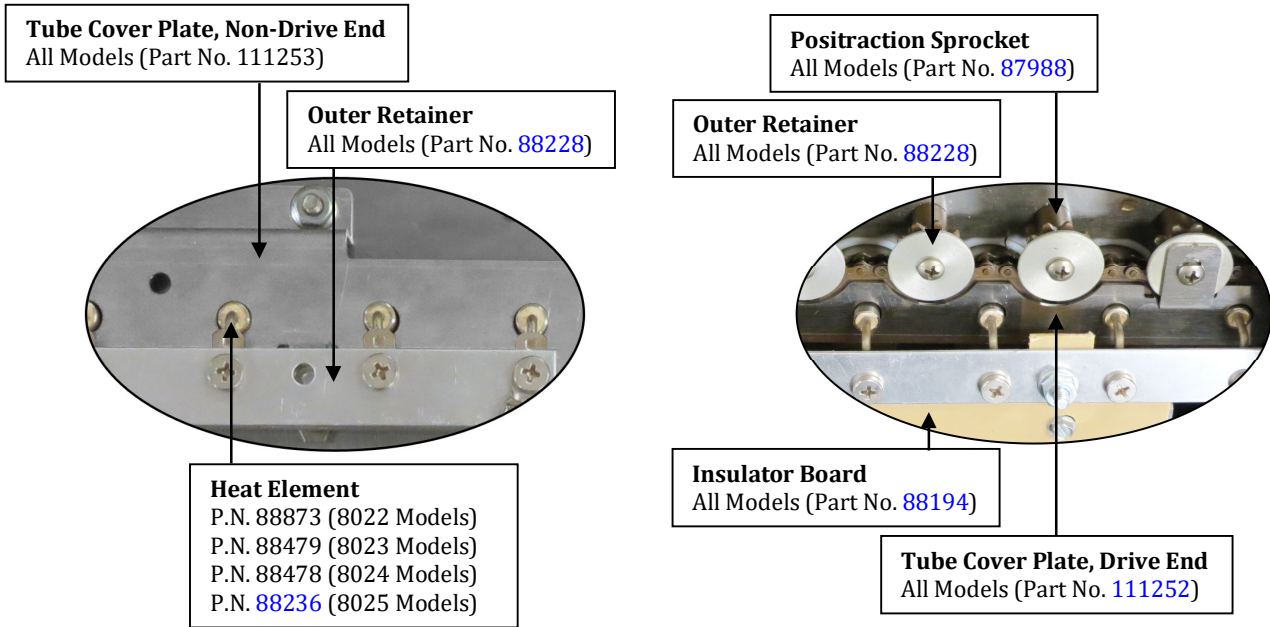 Tube Cover Plate, Non-Drive End
All Models (Part No. 111253)
Outer Retainer
All Models (Part No. 88228)
Heat Element
P.N. 88873 (8022 Models)
P.N. 88479 (8023 Models)
P.N. 88478 (8024 Models)
P.N. 88236 (8025 Models)
Positraction Sprocket
All Models (Part No. 87988)
Outer Retainer
All Models (Part No. 88228)
Insulator Board
All Models (Part No. 88194)
Tube Cover Plate, Drive End
All Models (Part No. 111252)